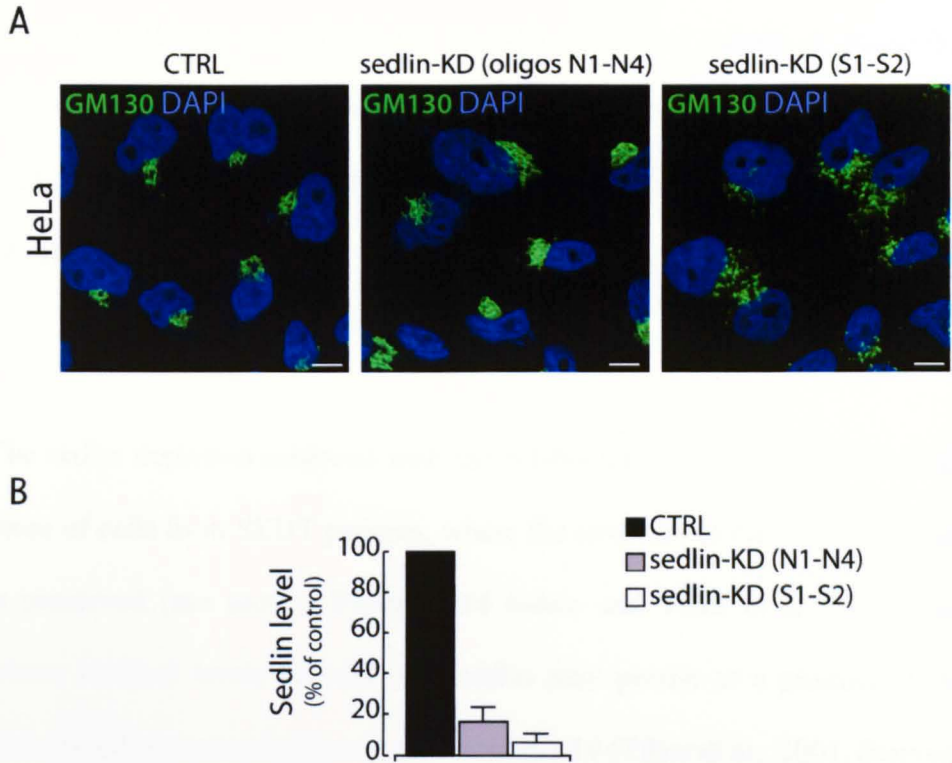 A
CTRL
sedlin-KD (oligos N1-N4)
sedlin-KD (S1-S2)
GM130 DAPI
GM130 DAPI
GM130 DAPI
HeLa
B
CTRL
sedlin-KD (N1-N4)
sedlin-KD (S1-S2)
Sedlin level
(% of control)
100
80
60
40
20
0